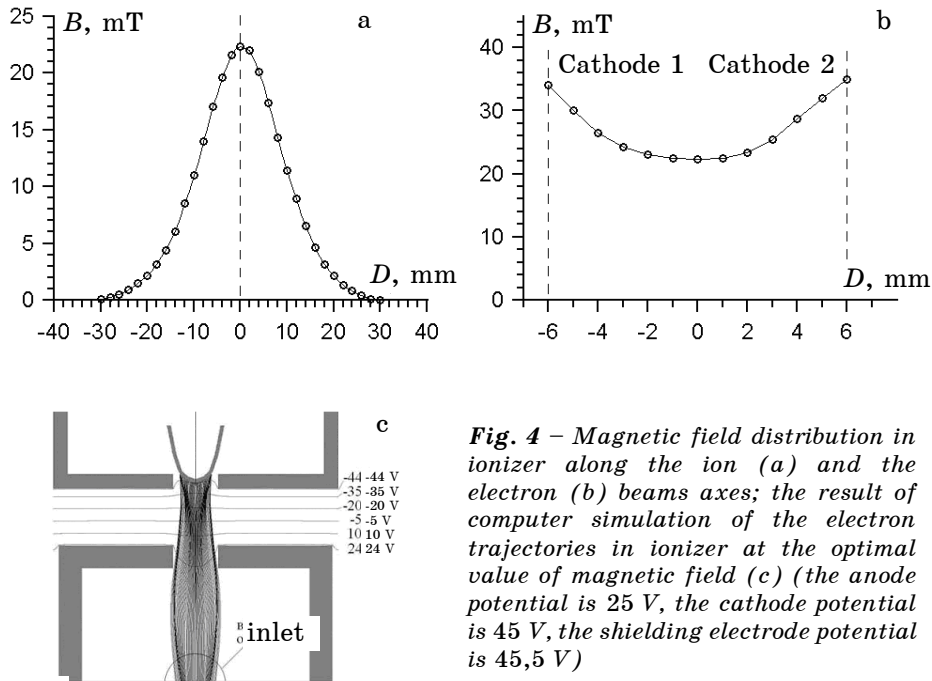 B, mT
a
25
20
15
10
5
0
D, mm
-40 -30 -20 -10 0 10 20 30 40
B, mT
b
40
Cathode 1 Cathode 2
30
20
10
0
D, mm
-6 -4 -2 0 2 4 6
c
-44 -44 V
-35 -35 V
-20 -20 V
-5 -5 V
10 10 V
24 24 V
B
O inlet
Fig. 4 – Magnetic field distribution in
ionizer along the ion (a) and the
electron (b) beams axes; the result of
computer simulation of the electron
trajectories in ionizer at the optimal
value of magnetic field (c) (the anode
potential is 25 V, the cathode potential
is 45 V, the shielding electrode potential
is 45,5 V)